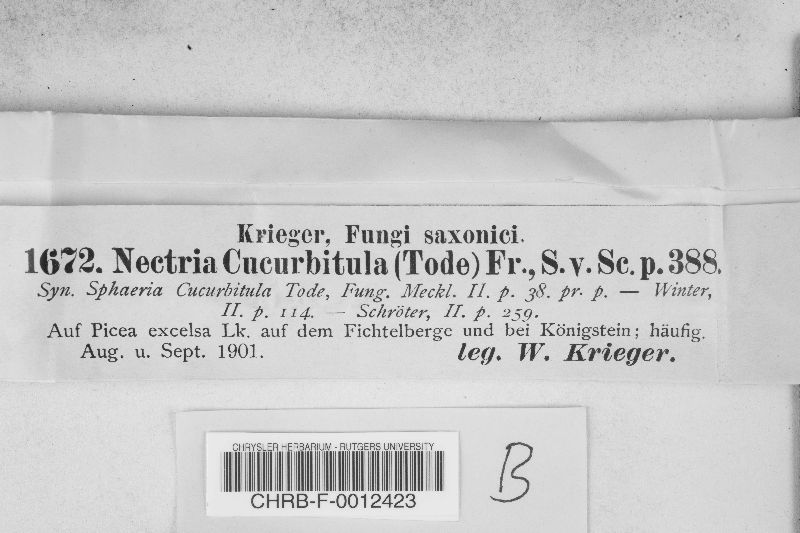 Krieger, Fungi saxonici.
1672. Nectria Cucurbitula (Tode) Fr., S. v. Sc. p. 388.
Syn. Sphaeria Cucurbitula Tode, Fung. Meckl. II. p. 38. pr. p. — Winter,
II. p. 114. — Schröter, II. p. 259.
Auf Picea excelsa Lk. auf dem Fichtelberge und bei Königstein; häufig.
Aug. u. Sept. 1901. leg. W. Krieger.
CHRYSLER HERBARIUM - RUTGERS UNIVERSITY
CHRB-F-0012423
B